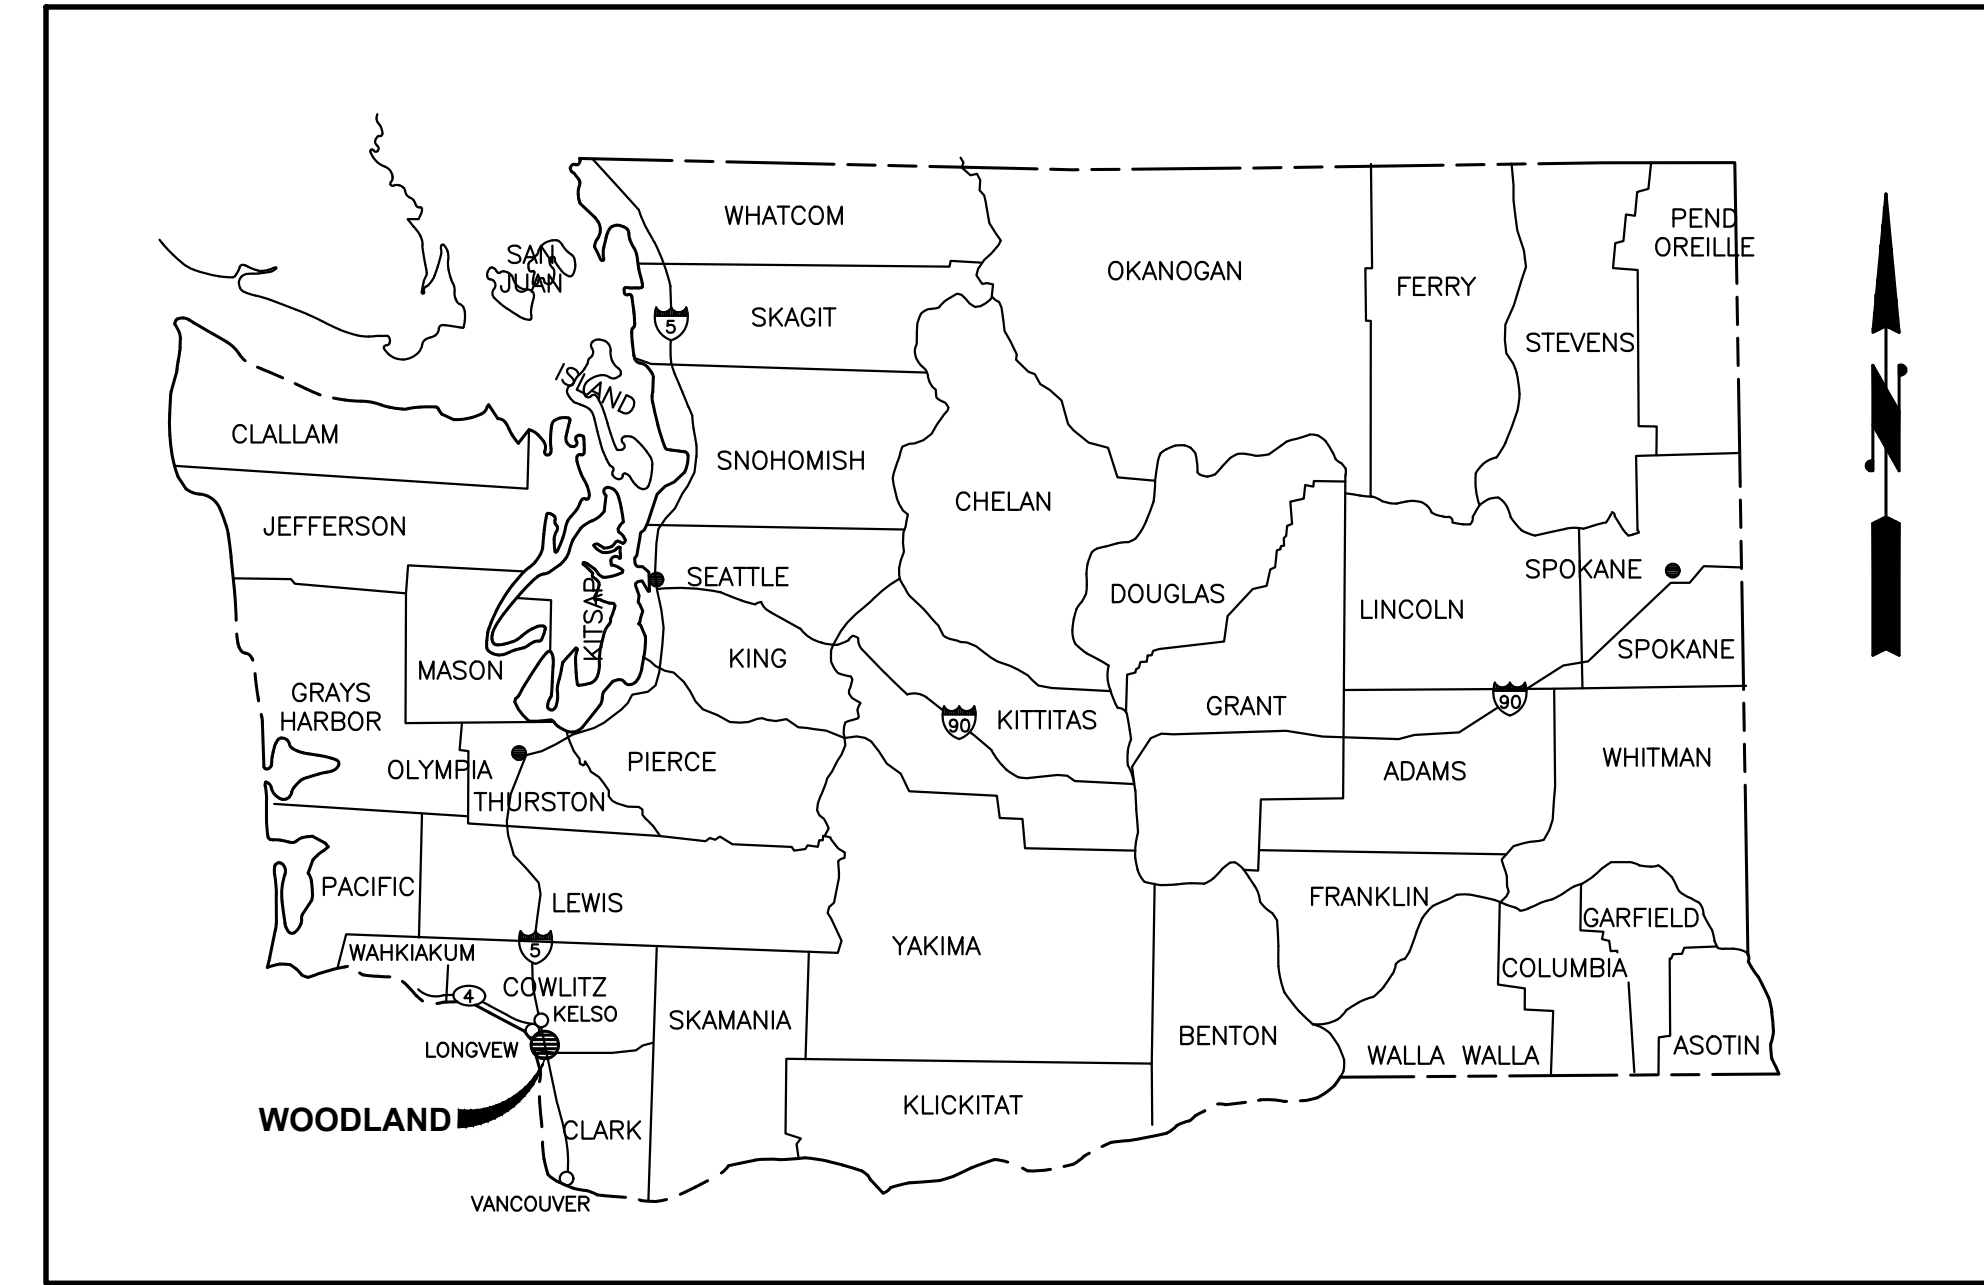 WHATCOM
PEND
OREILLE
SAN
JUAN
OKANOGAN
FERRY
5
SKAGIT
STEVENS
ISLAND
CLALLAM
SNOHOMISH
CHELAN
N
JEFFERSON
SEATTLE
SPOKANE
DOUGLAS
LINCOLN
KITSAP
KING
SPOKANE
MASON
GRAYS
HARBOR
90
KITTITAS
GRANT
90
OLYMPIA
PIERCE
ADAMS
WHITMAN
THURSTON
PACIFIC
LEWIS
FRANKLIN
GARFIELD
WAHKIAKUM
5
YAKIMA
COLUMBIA
4
COWLITZ
KELSO
SKAMANIA
LONGVEW
BENTON
WALLA WALLA
ASOTIN
WOODLAND
CLARK
KLICKITAT
VANCOUVER